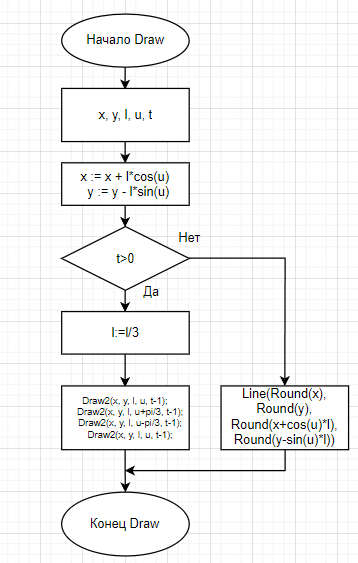 Начало Draw
x, y, l, u, t
x := x + l*cos(u)
y := y - l*sin(u)
t>0
Нет
Да
l:=l/3
Draw2(x, y, l, u, t-1);
Draw2(x, y, l, u+pi/3, t-1);
Draw2(x, y, l, u-pi/3, t-1);
Draw2(x, y, l, u, t-1);
Line(Round(x),
Round(y),
Round(x+cos(u)*l),
Round(y-sin(u)*l))
Конец Draw